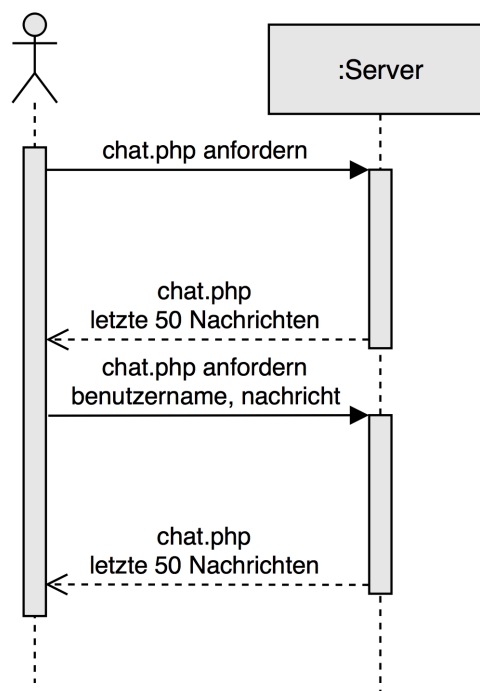 :Server
chat.php anfordern
chat.php
letzte 50 Nachrichten
chat.php anfordern
benutzername, nachricht
chat.php
letzte 50 Nachrichten